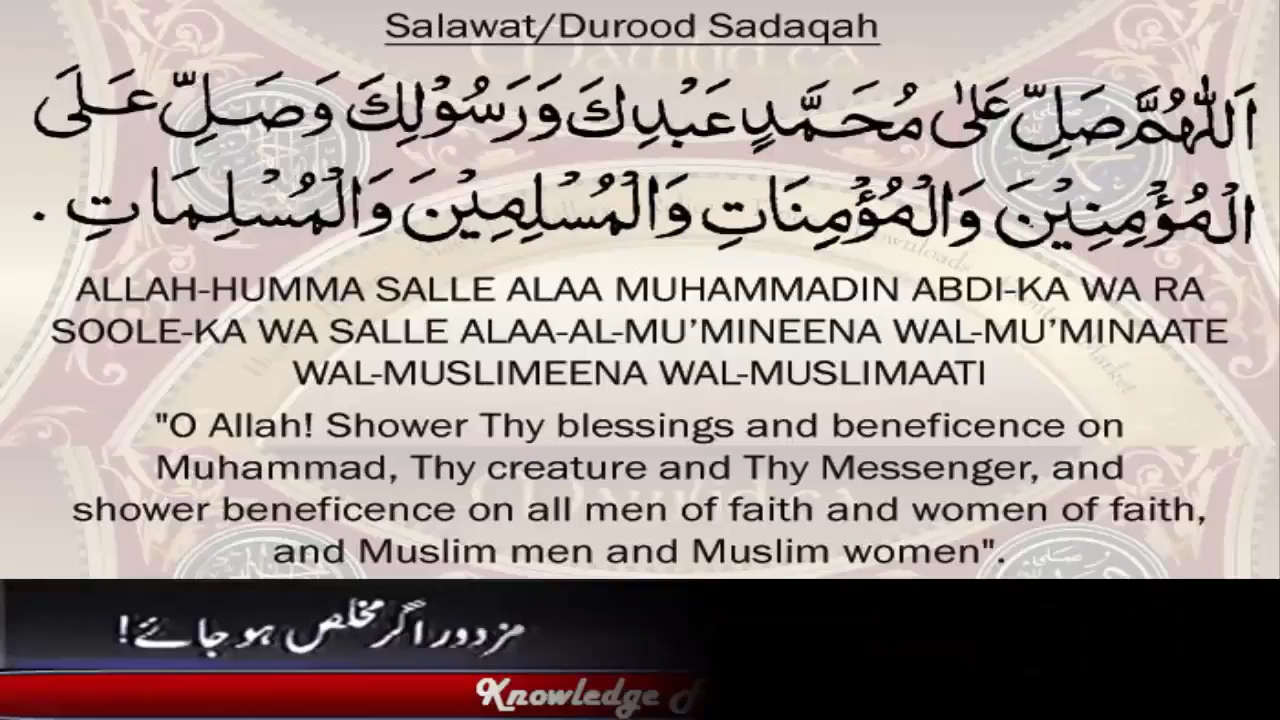 Salawat/Durood Sadaqah
اَللّٰهُمَّ صَلِّ عَلٰى مُحَمَّدٍ عَبْدِكَ وَرَسُوْلِكَ وَصَلِّ عَلَى
الْمُؤْمِنِيْنَ وَالْمُؤْمِنَاتِ وَالْمُسْلِمِيْنَ وَالْمُسْلِمَاتِ .
ALLAH-HUMMA SALLE ALAA MUHAMMADIN ABDI-KA WA RA
SOOLE-KA WA SALLE ALAA-AL-MU’MINEENA WAL-MU’MINAATE
WAL-MUSLIMEENA WAL-MUSLIMAATI
"O Allah! Shower Thy blessings and beneficence on
Muhammad, Thy creature and Thy Messenger, and
shower beneficence on all men of faith and women of faith,
and Muslim men and Muslim women".
مزدور اگر مخلص ہو جائے!
Knowledge